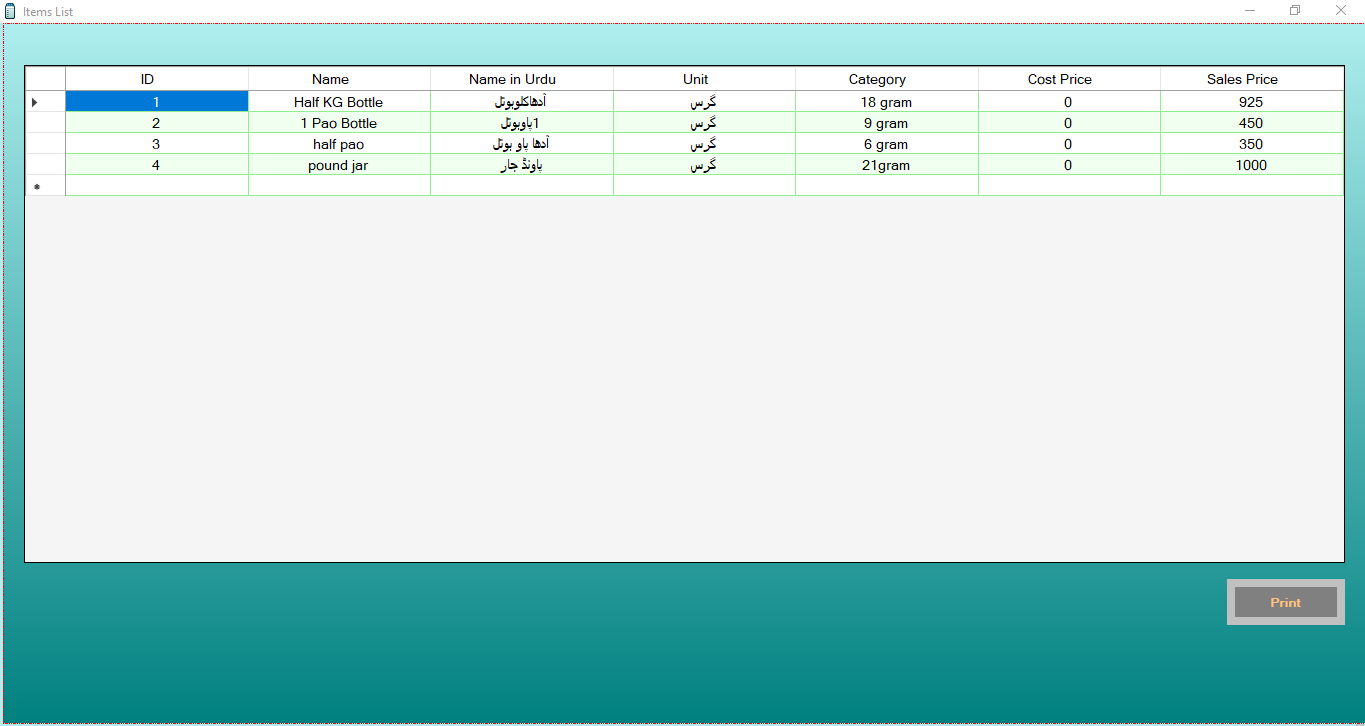 Items List
ID Name Name in Urdu Unit Category Cost Price Sales Price
1 Half KG Bottle آدھاکلوبوتل گرس 18 gram 0 925
2 1 Pao Bottle 1پاوبوتل گرس 9 gram 0 450
3 half pao آدھا پاو بوتل گرس 6 gram 0 350
4 pound jar پاونڈ جار گرس 21gram 0 1000
Print